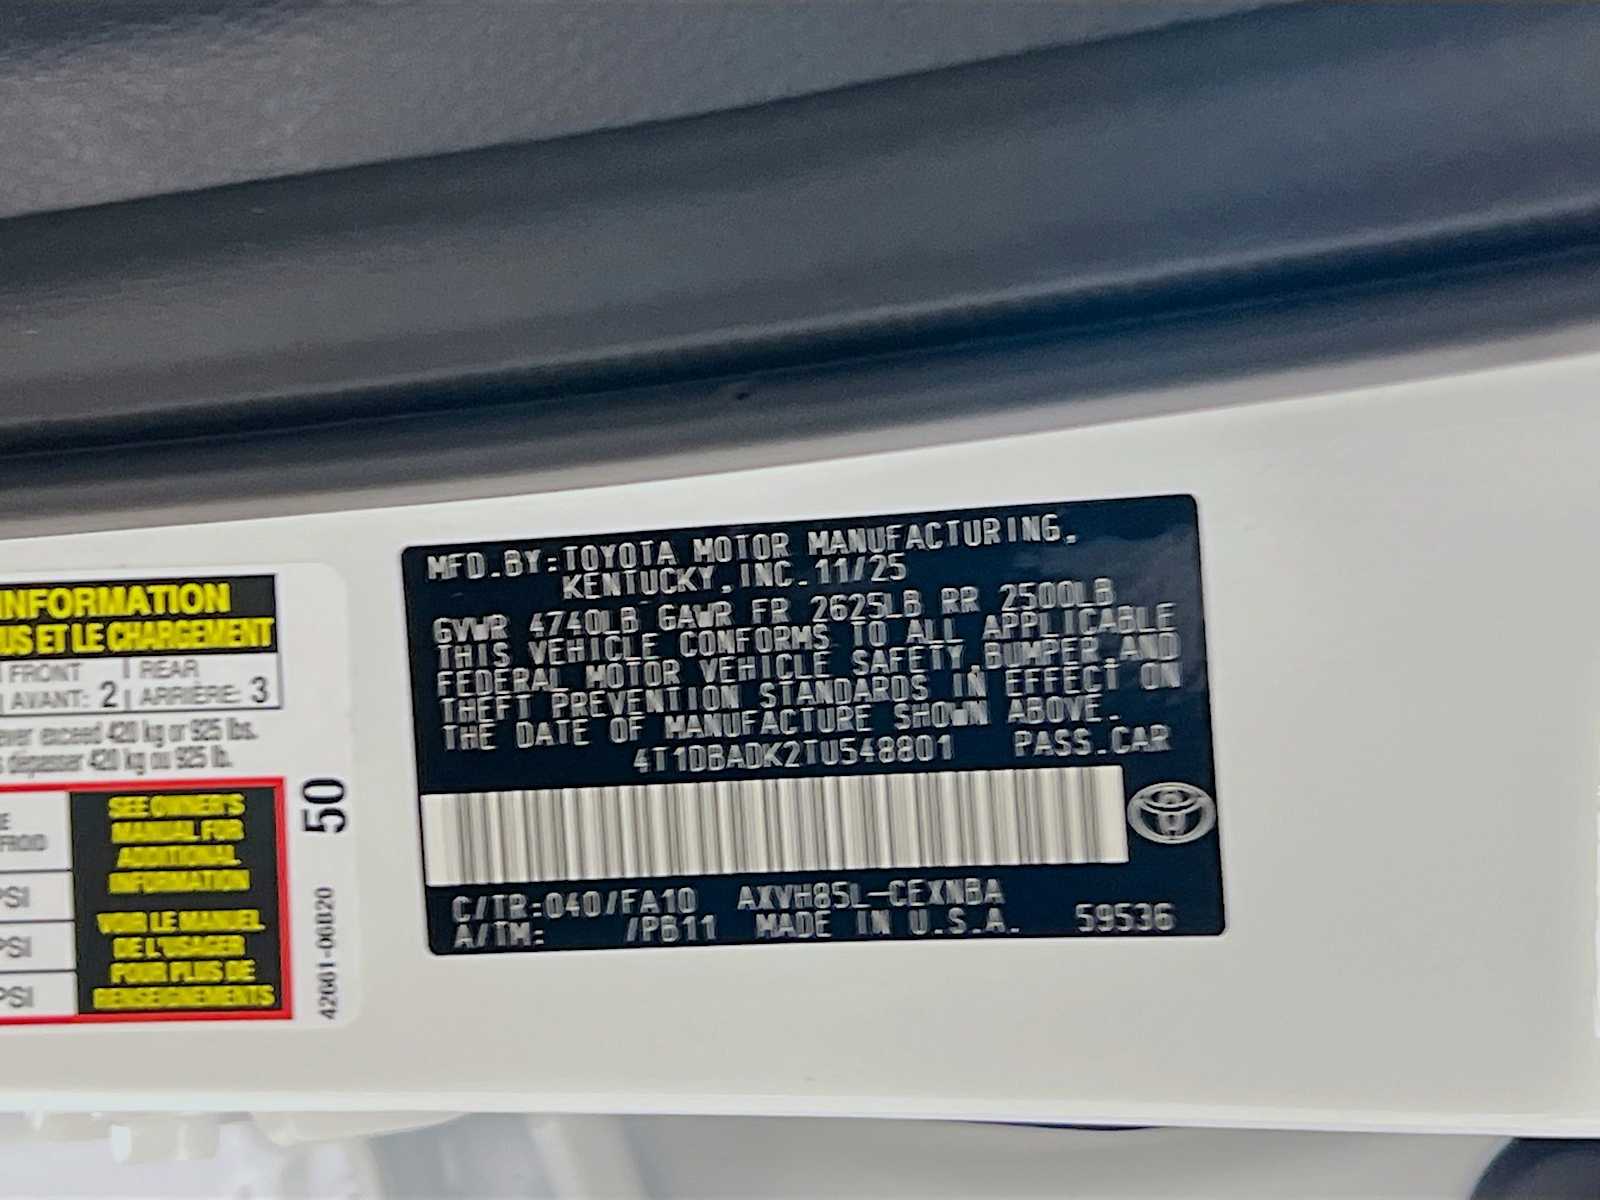 INFORMATION
US ET LE CHARGEMENT
FRONT REAR
AVANT: 2 ARRIÈRE: 3
ever exceed 420 kg or 925 lbs.
s dépasser 420 kg ou 925 lb.
E
FROID
PSI
PSI
PSI
SEE OWNER'S
MANUAL FOR
ADDITIONAL
INFORMATION
VOIR LE MANUEL
DE L'USAGER
POUR PLUS DE
RENSEIGNEMENTS
50
42661-06B20
MFD.BY:TOYOTA MOTOR MANUFACTURING,
KENTUCKY,INC.11/25
GVWR 4740LB GAWR FR 2625LB RR 2500LB
THIS VEHICLE CONFORMS TO ALL APPLICABLE
FEDERAL MOTOR VEHICLE SAFETY,BUMPER,AND
THEFT PREVENTION STANDARDS IN EFFECT ON
THE DATE OF MANUFACTURE SHOWN ABOVE.
4T1DBADK2TU548801 PASS.CAR
C/TR:040/FA10 AXVH85L-CEXNBA
A/TM: /PB11 MADE IN U.S.A. 59536